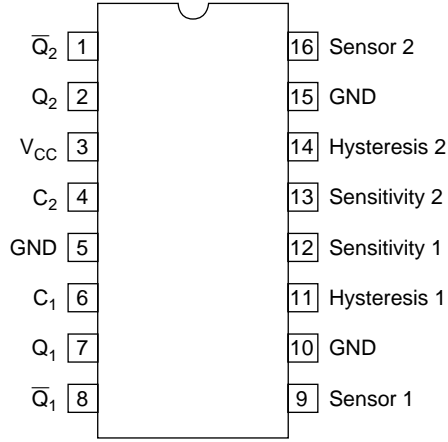 Q̅2 1 16 Sensor 2
Q2 2 15 GND
VCC 3 14 Hysteresis 2
C2 4 13 Sensitivity 2
GND 5 12 Sensitivity 1
C1 6 11 Hysteresis 1
Q1 7 10 GND
Q̅1 8 9 Sensor 1